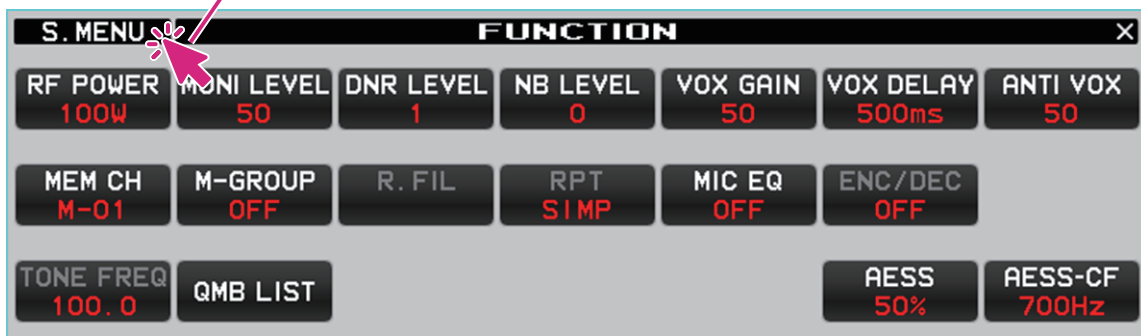 S.MENU FUNCTION ×
RF POWER MONI LEVEL DNR LEVEL NB LEVEL VOX GAIN VOX DELAY ANTI VOX
100W 50 1 0 50 500ms 50
MEM CH M-GROUP R.FIL RPT MIC EQ ENC/DEC
M-01 OFF SIMP OFF OFF
TONE FREQ QMB LIST AESS AESS-CF
100.0 50% 700Hz